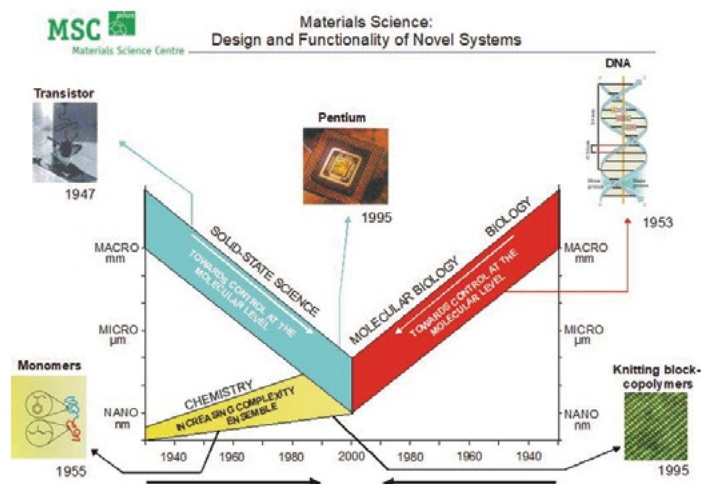 MSC plus
Materials Science Centre
Materials Science:
Design and Functionality of Novel Systems
Transistor
1947
Pentium
1995
DNA
1953
MACRO
mm
MICRO
µm
NANO
nm
SOLID-STATE SCIENCE
TOWARDS CONTROL AT THE
MOLECULAR LEVEL
MOLECULAR BIOLOGY BIOLOGY
TOWARDS CONTROL AT THE
MOLECULAR LEVEL
MACRO
mm
MICRO
µm
NANO
nm
CHEMISTRY
INCREASING COMPLEXITY
ENSEMBLE
Monomers
1955
Knitting block-
copolymers
1995
1940 1960 1980 2000 1980 1960 1940